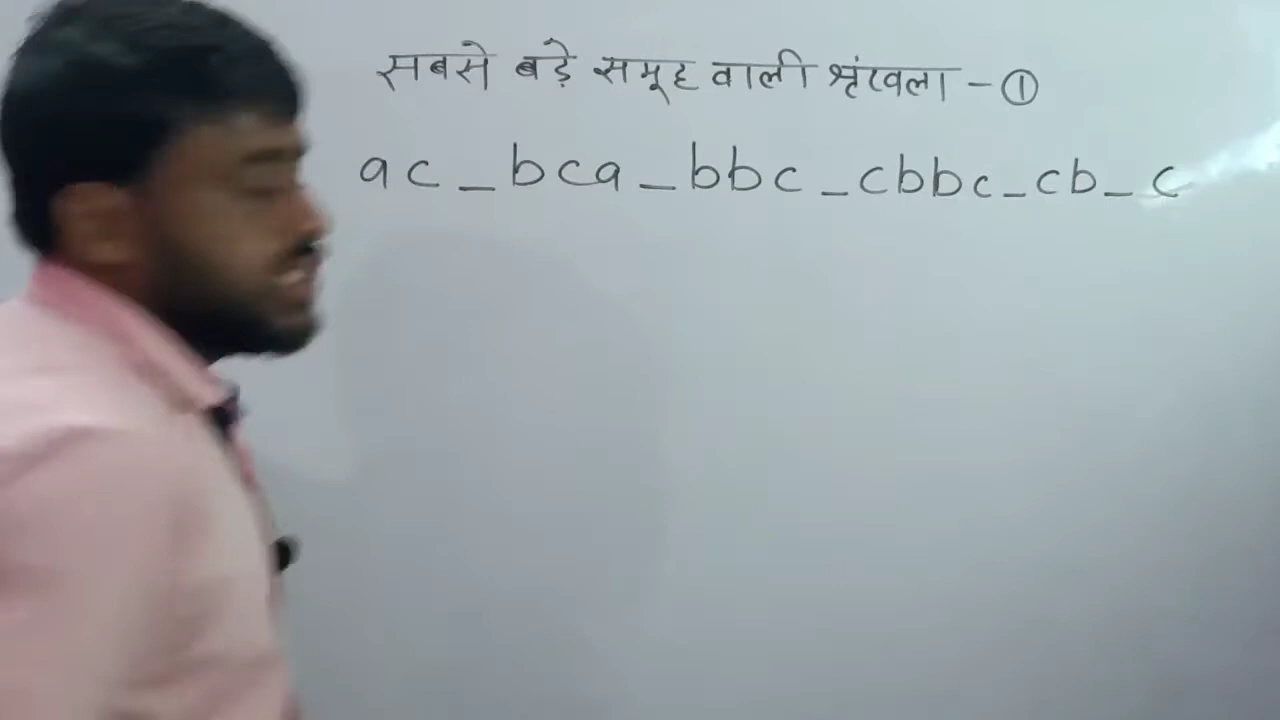 सबसे बड़े समूह वाली श्रृंखला - ①
ac_bca_bbc_cbbc_cb_c